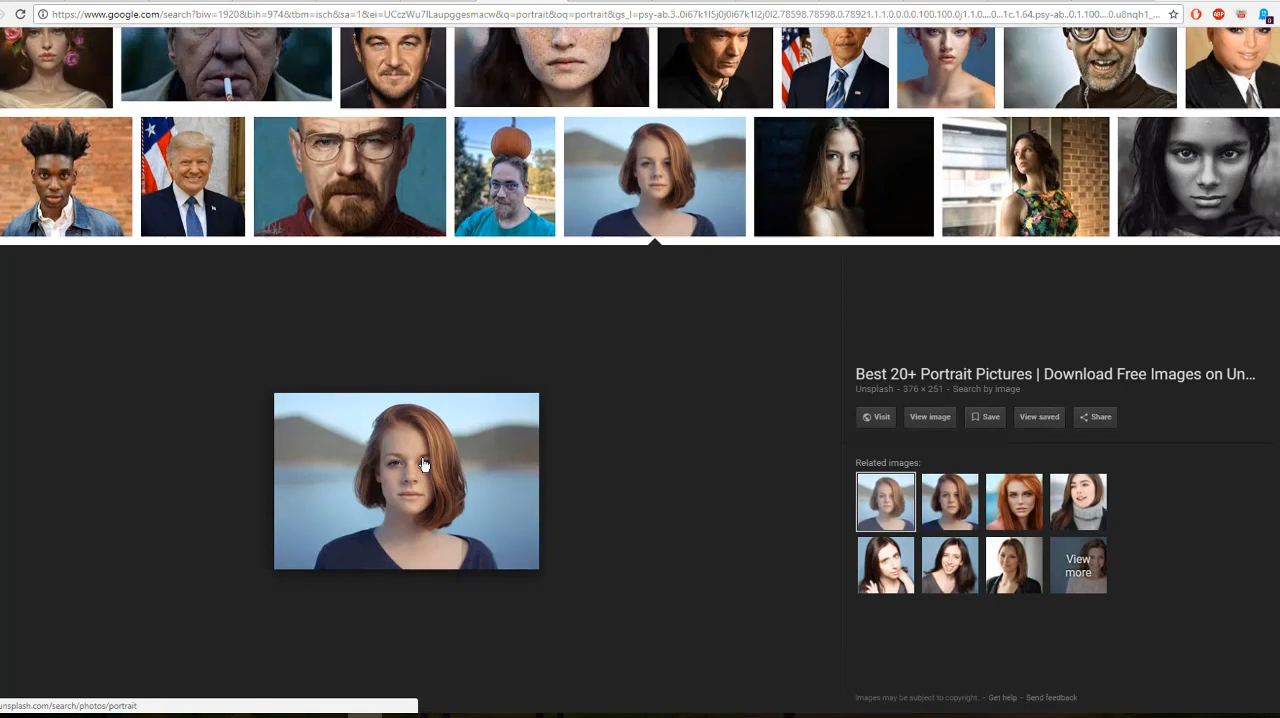 https://www.google.com/search?biw=1920&bih=974&tbm=isch&sa=1&ei=UCczWu7ILaupggesmacw&q=portrait&oq=portrait&gs_l=psy-ab.3..0i67k1l5j0j0i67k1l2j0l2.78598.78598.0.78921.1.1.0.0.0.0.100.100.0j1.1.0....0...1c.1.64.psy-ab..0.1.100....0.u8nqh1_...
ABP
Best 20+ Portrait Pictures | Download Free Images on Un...
Unsplash - 376 × 251 - Search by image
Visit
View image
Save
View saved
Share
Related images:
View more
Images may be subject to copyright. - Get help - Send feedback
unsplash.com/search/photos/portrait